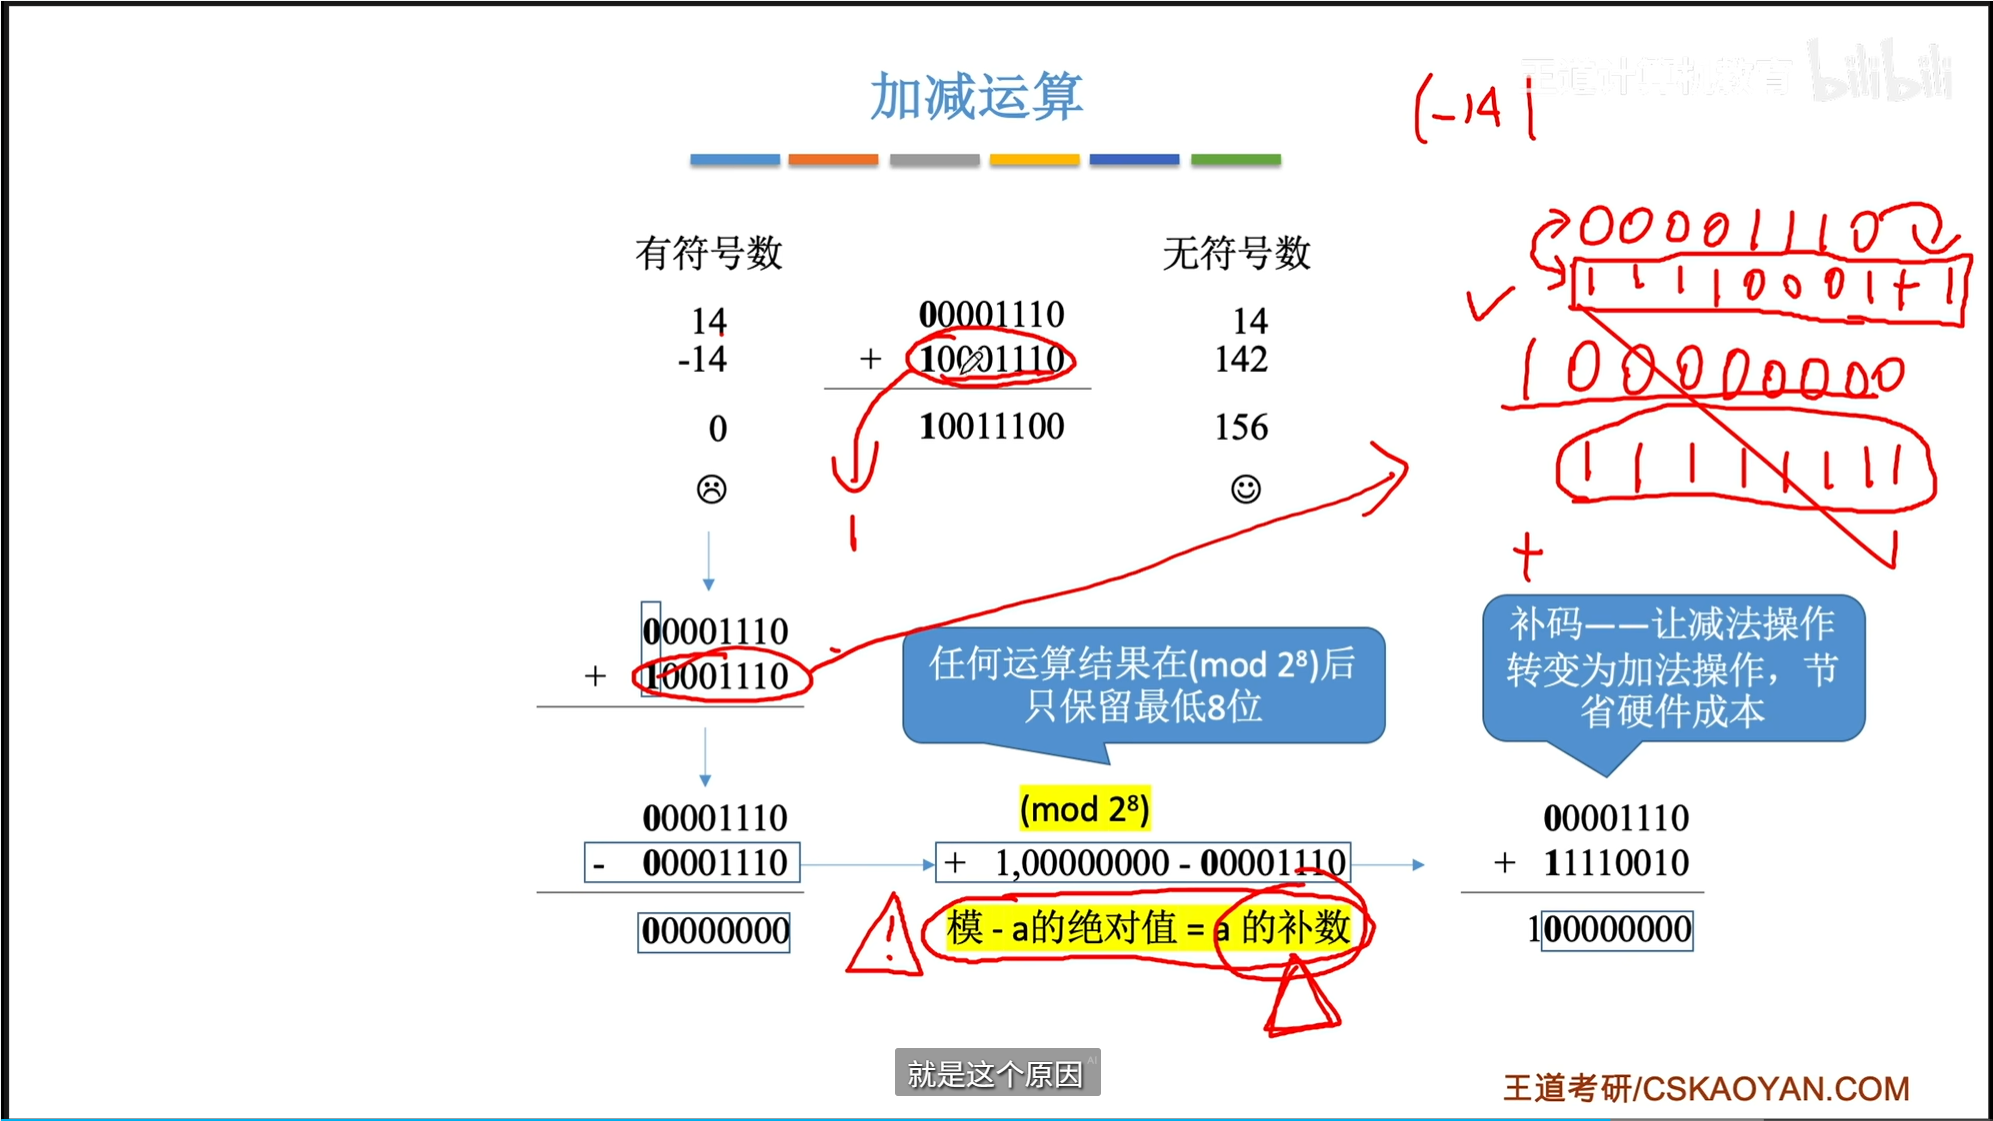 王道计算机教育 bilibili
加减运算
(-14)
有符号数
无符号数
14
00001110
14
-14
+ 10001110
142
0
10011100
156
00001110
11110001+1
100000000
11111111
+ 1
1
00001110
+ 10001110
任何运算结果在(mod 2⁸)后
只保留最低8位
补码——让减法操作
转变为加法操作，节
省硬件成本
00001110
- 00001110
00000000
(mod 2⁸)
+ 1,00000000 - 00001110
模 - a的绝对值 = a 的补数
00001110
+ 11110010
100000000
就是这个原因
AI
王道考研/CSKAOYAN.COM